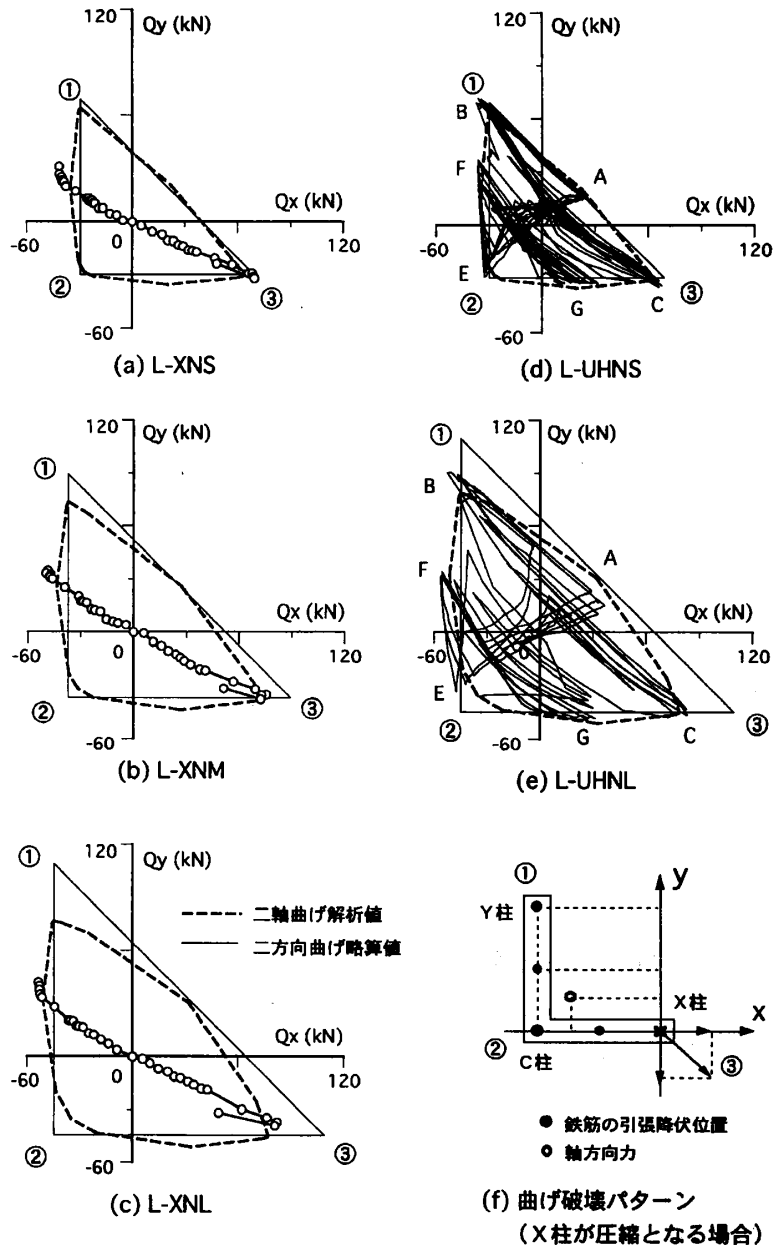 120
Qy (kN)
①
Qx (kN)
-60
0
120
②
③
-60
(a) L-XNS
120
Qy (kN)
①
B
F
A
Qx (kN)
-60
0
120
E
②
G
C
③
-60
(d) L-UHNS
120
Qy (kN)
①
Qx (kN)
-60
0
120
②
③
-60
(b) L-XNM
120
Qy (kN)
①
B
A
F
Qx (kN)
-60
0
120
E
②
G
C
③
-60
(e) L-UHNL
120
Qy (kN)
①
二軸曲げ解析値
二方向曲げ略算値
Qx (kN)
-60
0
120
②
③
-60
(c) L-XNL
①
y
Y柱
X柱
x
②
C柱
③
● 鉄筋の引張降伏位置
○ 軸方向力
(f) 曲げ破壊パターン
(X柱が圧縮となる場合)